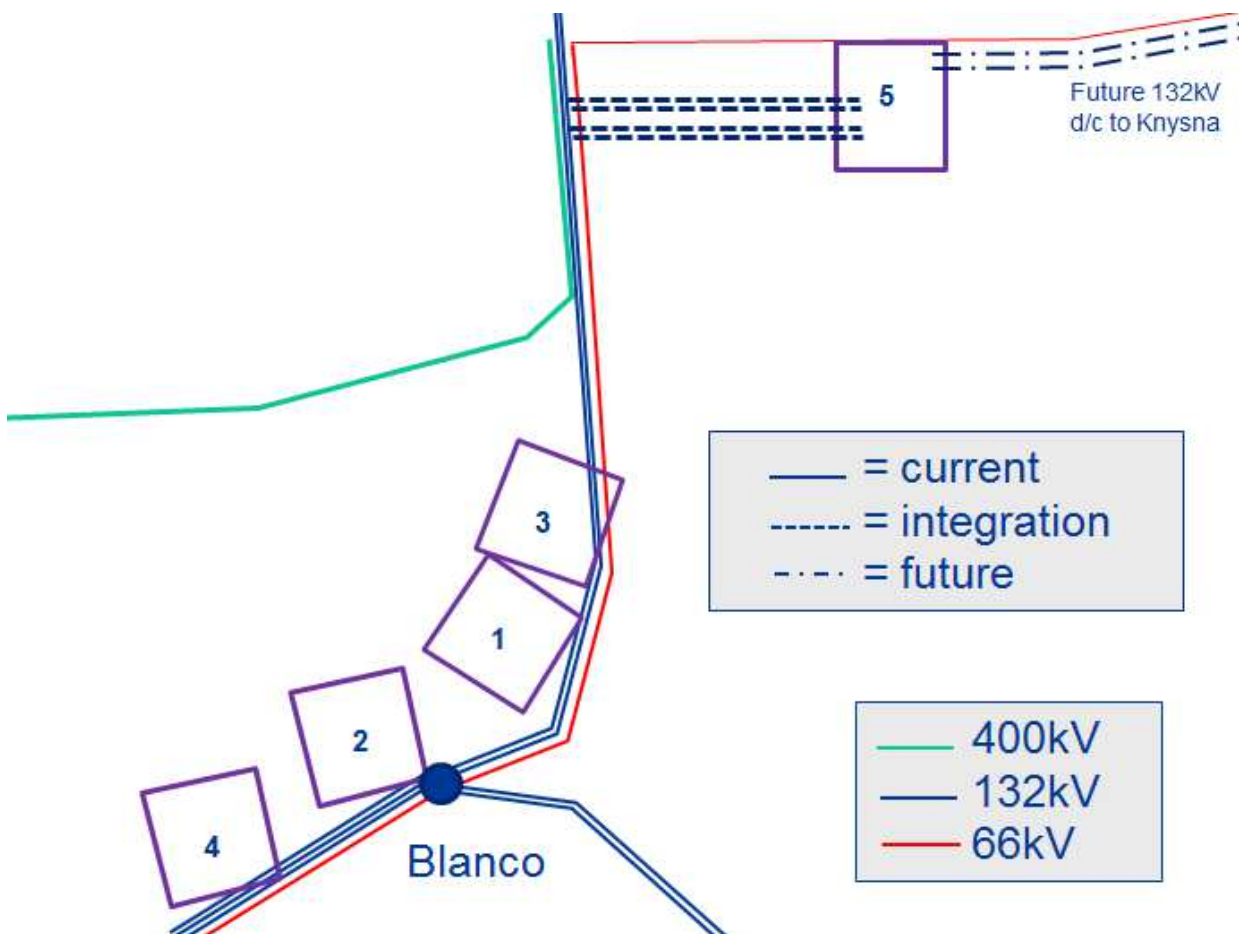 5
Future 132kV
d/c to Knysna
= current
= integration
= future
3
1
2
4
Blanco
400kV
132kV
66kV